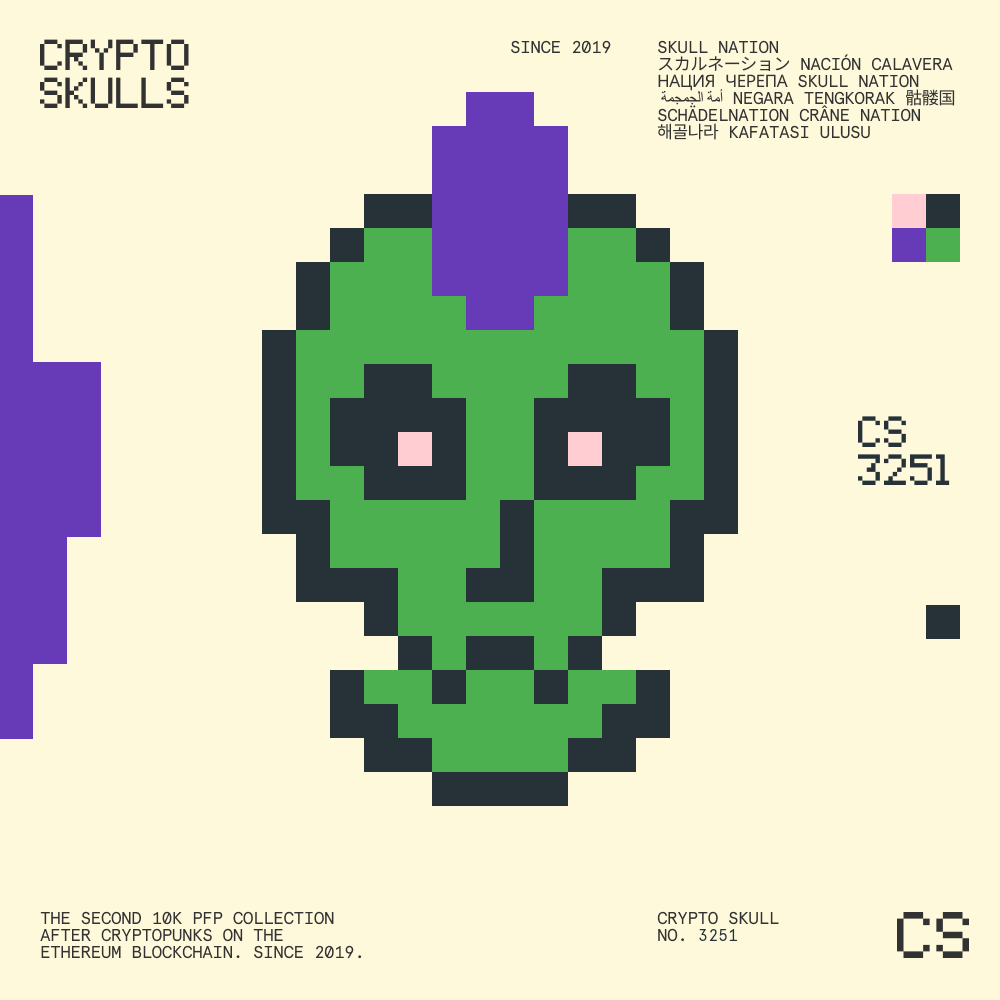 CRYPTO
SKULLS
SINCE 2019
SKULL NATION
スカルネーション NACIÓN CALAVERA
НАЦИЯ ЧЕРЕПА SKULL NATION
أمة الجمجمة NEGARA TENGKORAK 骷髅国
SCHÄDELNATION CRÂNE NATION
해골나라 KAFATASI ULUSU
CS
3251
THE SECOND 10K PFP COLLECTION
AFTER CRYPTOPUNKS ON THE
ETHEREUM BLOCKCHAIN. SINCE 2019.
CRYPTO SKULL
NO. 3251
CS